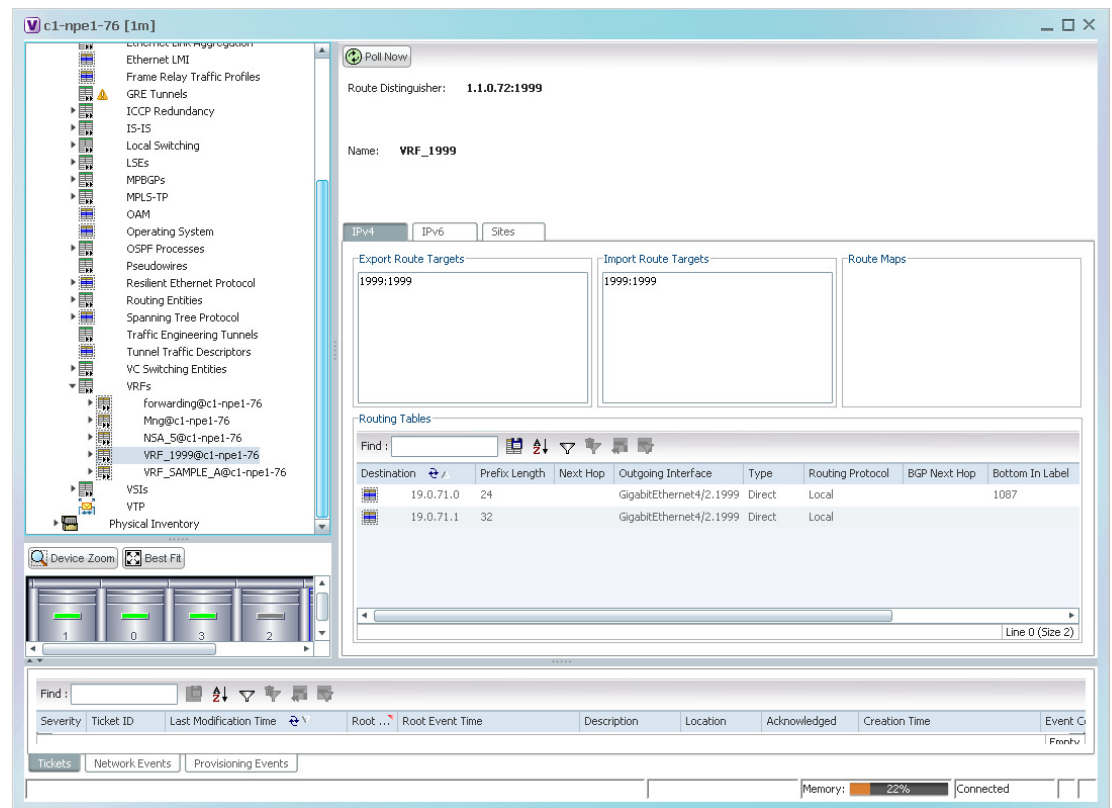 V c1-npe1-76 [1m]
Ethernet Link Aggregation
Ethernet LMI
Frame Relay Traffic Profiles
GRE Tunnels
ICCP Redundancy
IS-IS
Local Switching
LSEs
MPBGPs
MPLS-TP
OAM
Operating System
OSPF Processes
Pseudowires
Resilient Ethernet Protocol
Routing Entities
Spanning Tree Protocol
Traffic Engineering Tunnels
Tunnel Traffic Descriptors
VC Switching Entities
VRFs
forwarding@c1-npe1-76
Mng@c1-npe1-76
NSA_5@c1-npe1-76
VRF_1999@c1-npe1-76
VRF_SAMPLE_A@c1-npe1-76
VSIs
VTP
Physical Inventory
Device Zoom Best Fit
1 0 3 2
Poll Now
Route Distinguisher: 1.1.0.72:1999
Name: VRF_1999
IPv4 IPv6 Sites
Export Route Targets Import Route Targets Route Maps
1999:1999 1999:1999
Routing Tables
Find :
Destination Prefix Length Next Hop Outgoing Interface Type Routing Protocol BGP Next Hop Bottom In Label
19.0.71.0 24 GigabitEthernet4/2.1999 Direct Local 1087
19.0.71.1 32 GigabitEthernet4/2.1999 Direct Local
Line 0 (Size 2)
Find :
Severity Ticket ID Last Modification Time Root ... Root Event Time Description Location Acknowledged Creation Time Event C
Empty
Tickets Network Events Provisioning Events
Memory: 22% Connected